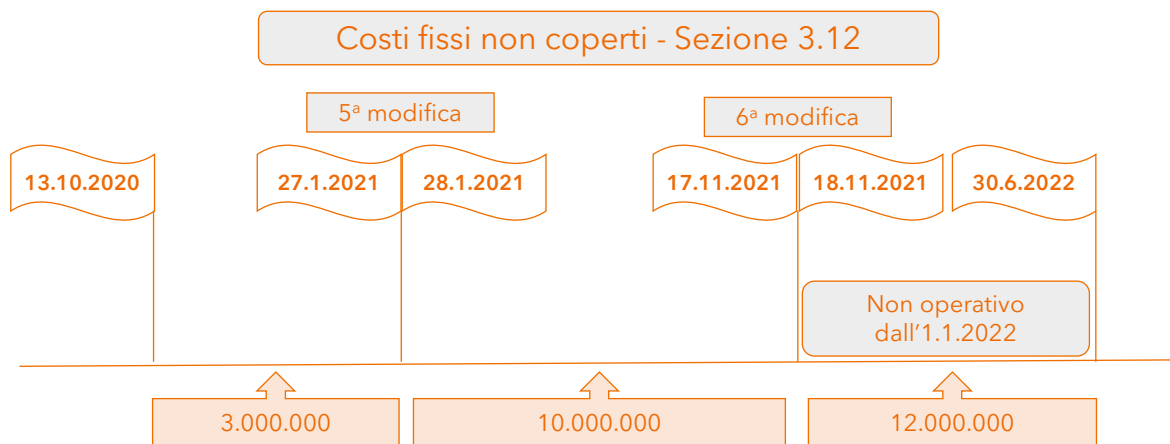 Costi fissi non coperti - Sezione 3.12
5ª modifica
6ª modifica
13.10.2020
27.1.2021
28.1.2021
17.11.2021
18.11.2021
30.6.2022
Non operativo
dall'1.1.2022
3.000.000
10.000.000
12.000.000